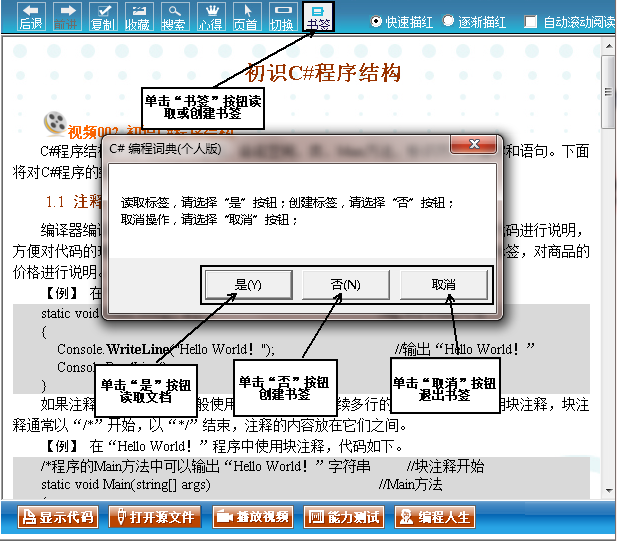 后退 前进 复制 收藏 搜索 心得 页首 切换 书签 快速描红 逐渐描红 自动滚动阅读
初识C#程序结构
单击“书签”按钮读
取或创建书签
视频002
C#程序结
和语句。下面
将对C#程序的
C# 编程词典(个人版)
读取标签，请选择“是”按钮；创建标签，请选择“否”按钮；
取消操作，请选择“取消”按钮；
是(Y) 否(N) 取消
1.1 注释
编译器编
码进行说明，
方便对代码的
签，对商品的
价格进行说明。
【例】 在
static void
{
Console.WriteLine("Hello World！"); //输出“Hello World！”
Console.
}
单击“是”按钮
读取文档
单击“否”按钮
创建书签
单击“取消”按钮
退出书签
如果注释
般使用
续多行的
用块注释，块注
释通常以“/*”开始，以“*/”结束，注释的内容放在它们之间。
【例】 在“Hello World！”程序中使用块注释，代码如下。
/*程序的Main方法中可以输出“Hello World！”字符串 //块注释开始
static void Main(string[] args) //Main方法
显示代码 打开源文件 播放视频 能力测试 编程人生